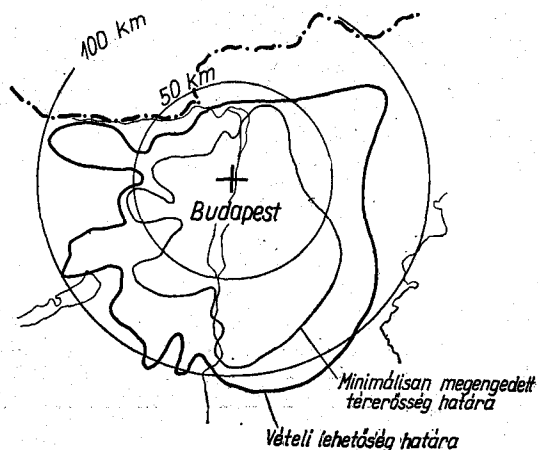 100 km
50 km
Budapest
Minimálisan megengedett
térerősség határa
Vételi lehetőség határa